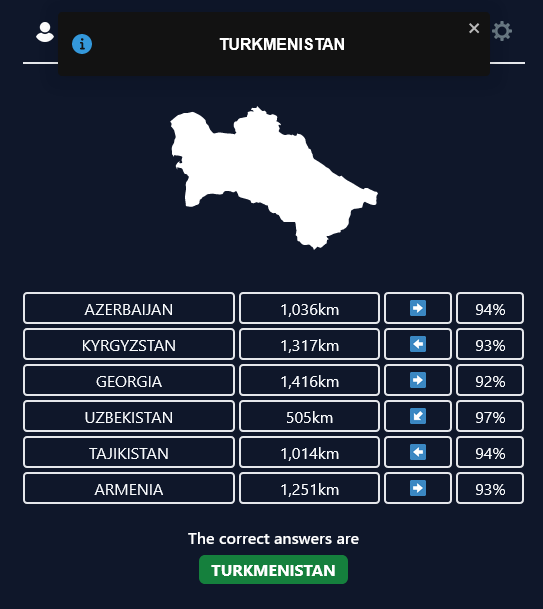 TURKMENISTAN
AZERBAIJAN 1,036km ➡ 94%
KYRGYZSTAN 1,317km ⬅ 93%
GEORGIA 1,416km ➡ 92%
UZBEKISTAN 505km ↙ 97%
TAJIKISTAN 1,014km ⬅ 94%
ARMENIA 1,251km ➡ 93%
The correct answers are
TURKMENISTAN